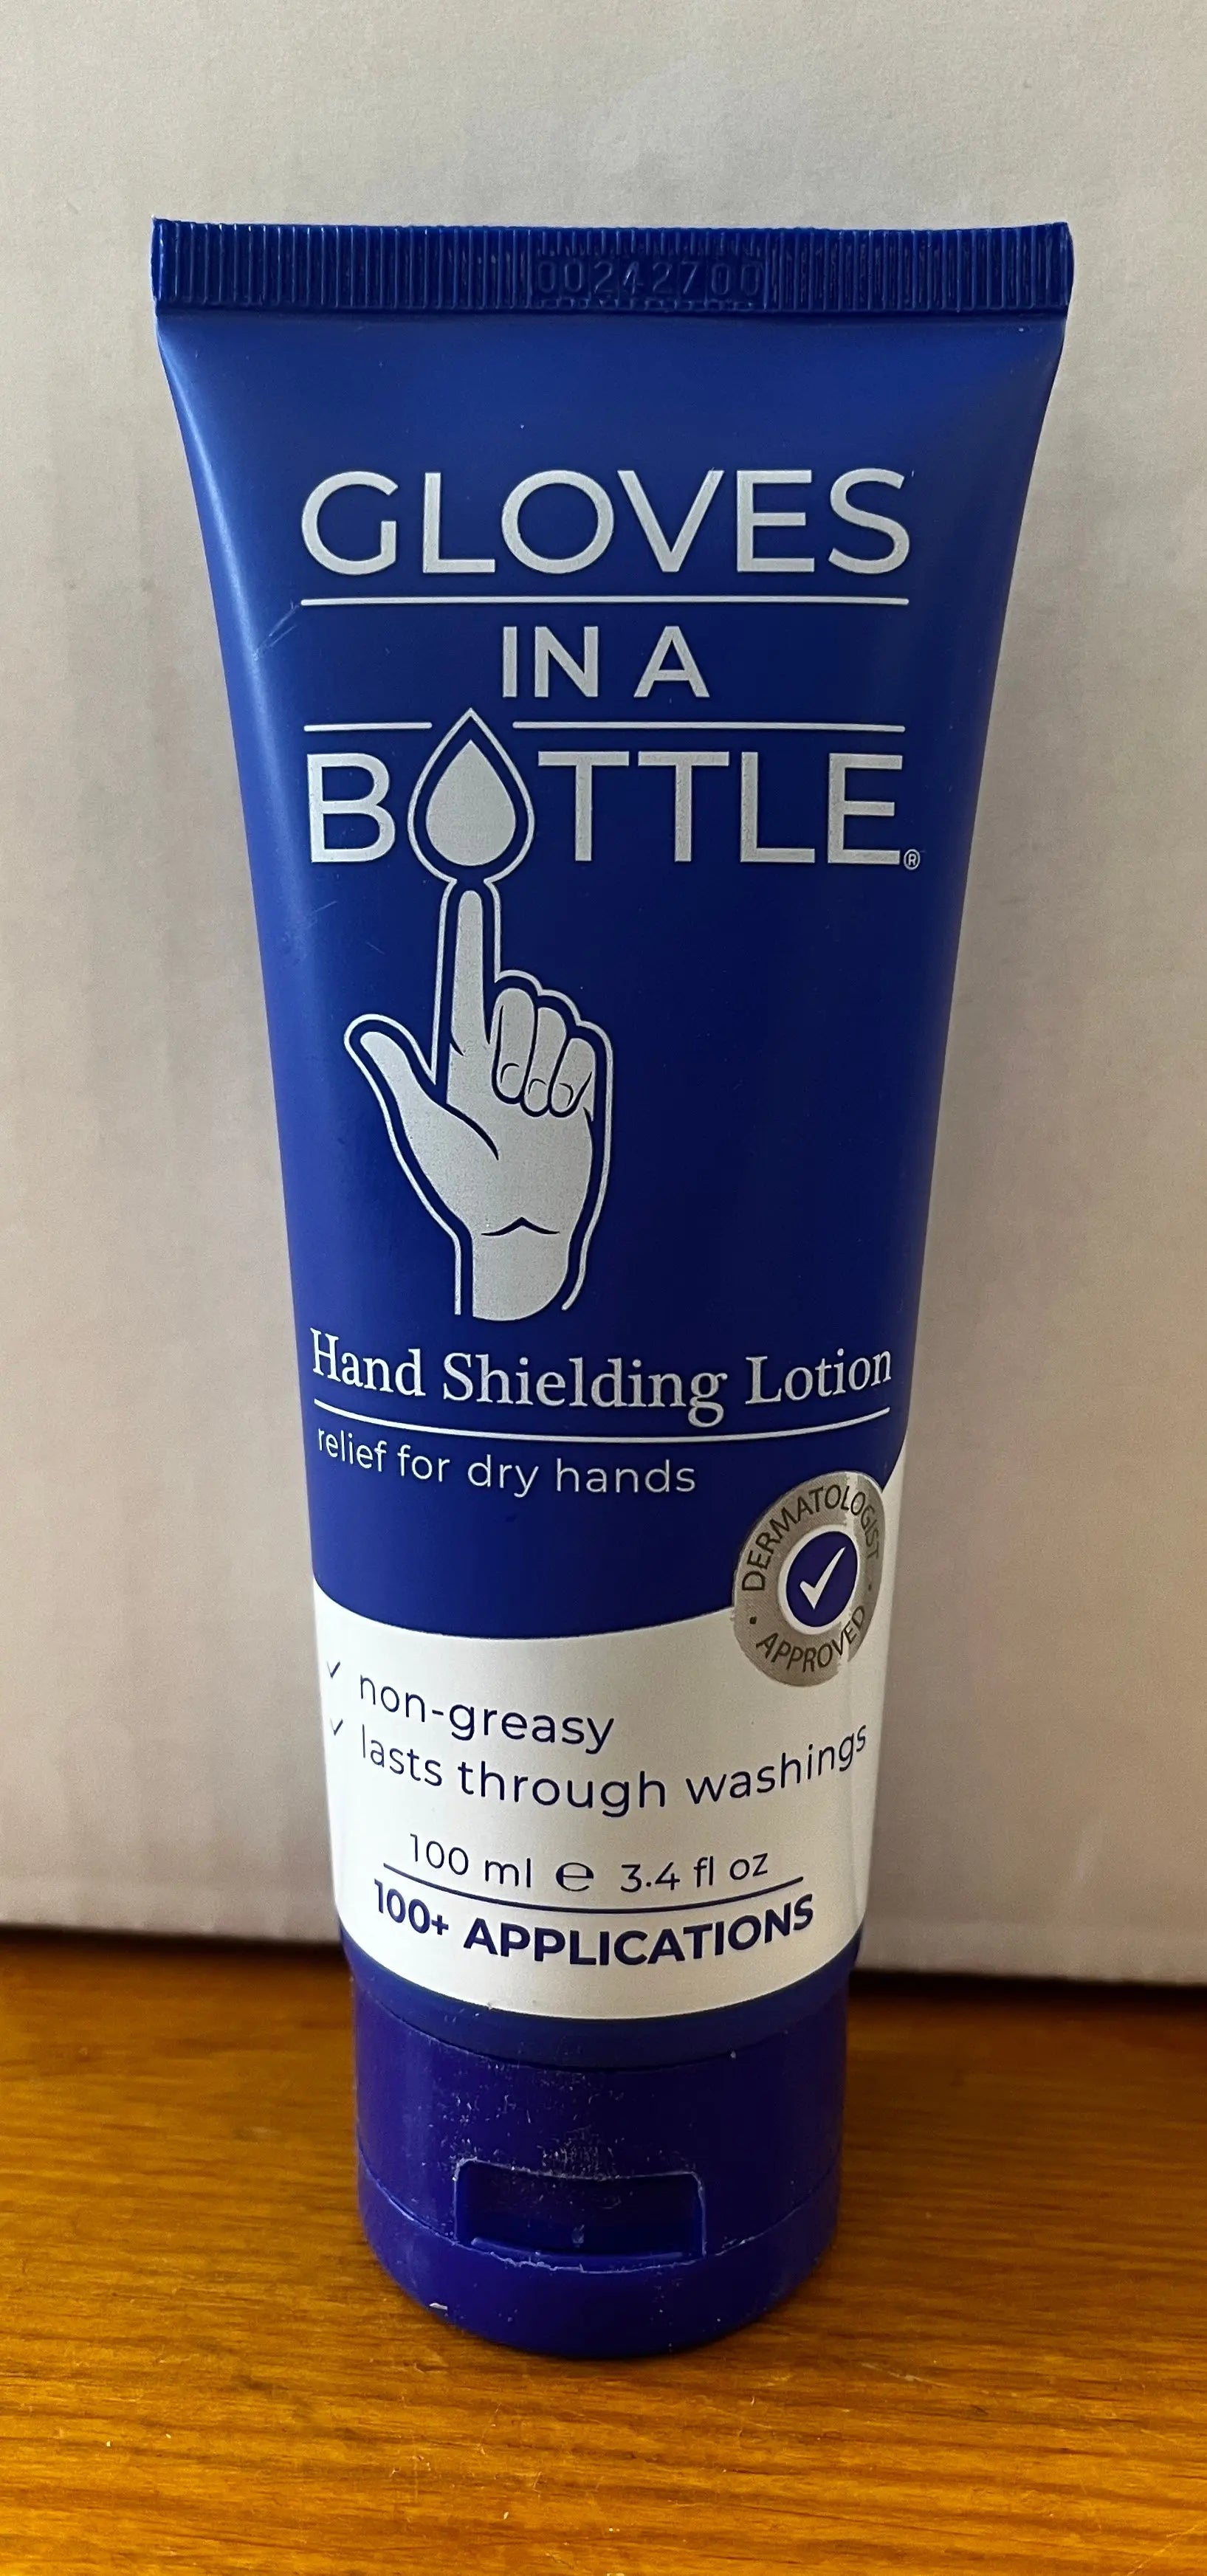 00242700
GLOVES
IN A
BOTTLE®
Hand Shielding Lotion
relief for dry hands
DERMATOLOGIST
• APPROVED •
✓ non-greasy
✓ lasts through washings
100 ml ℮ 3.4 fl oz
100+ APPLICATIONS